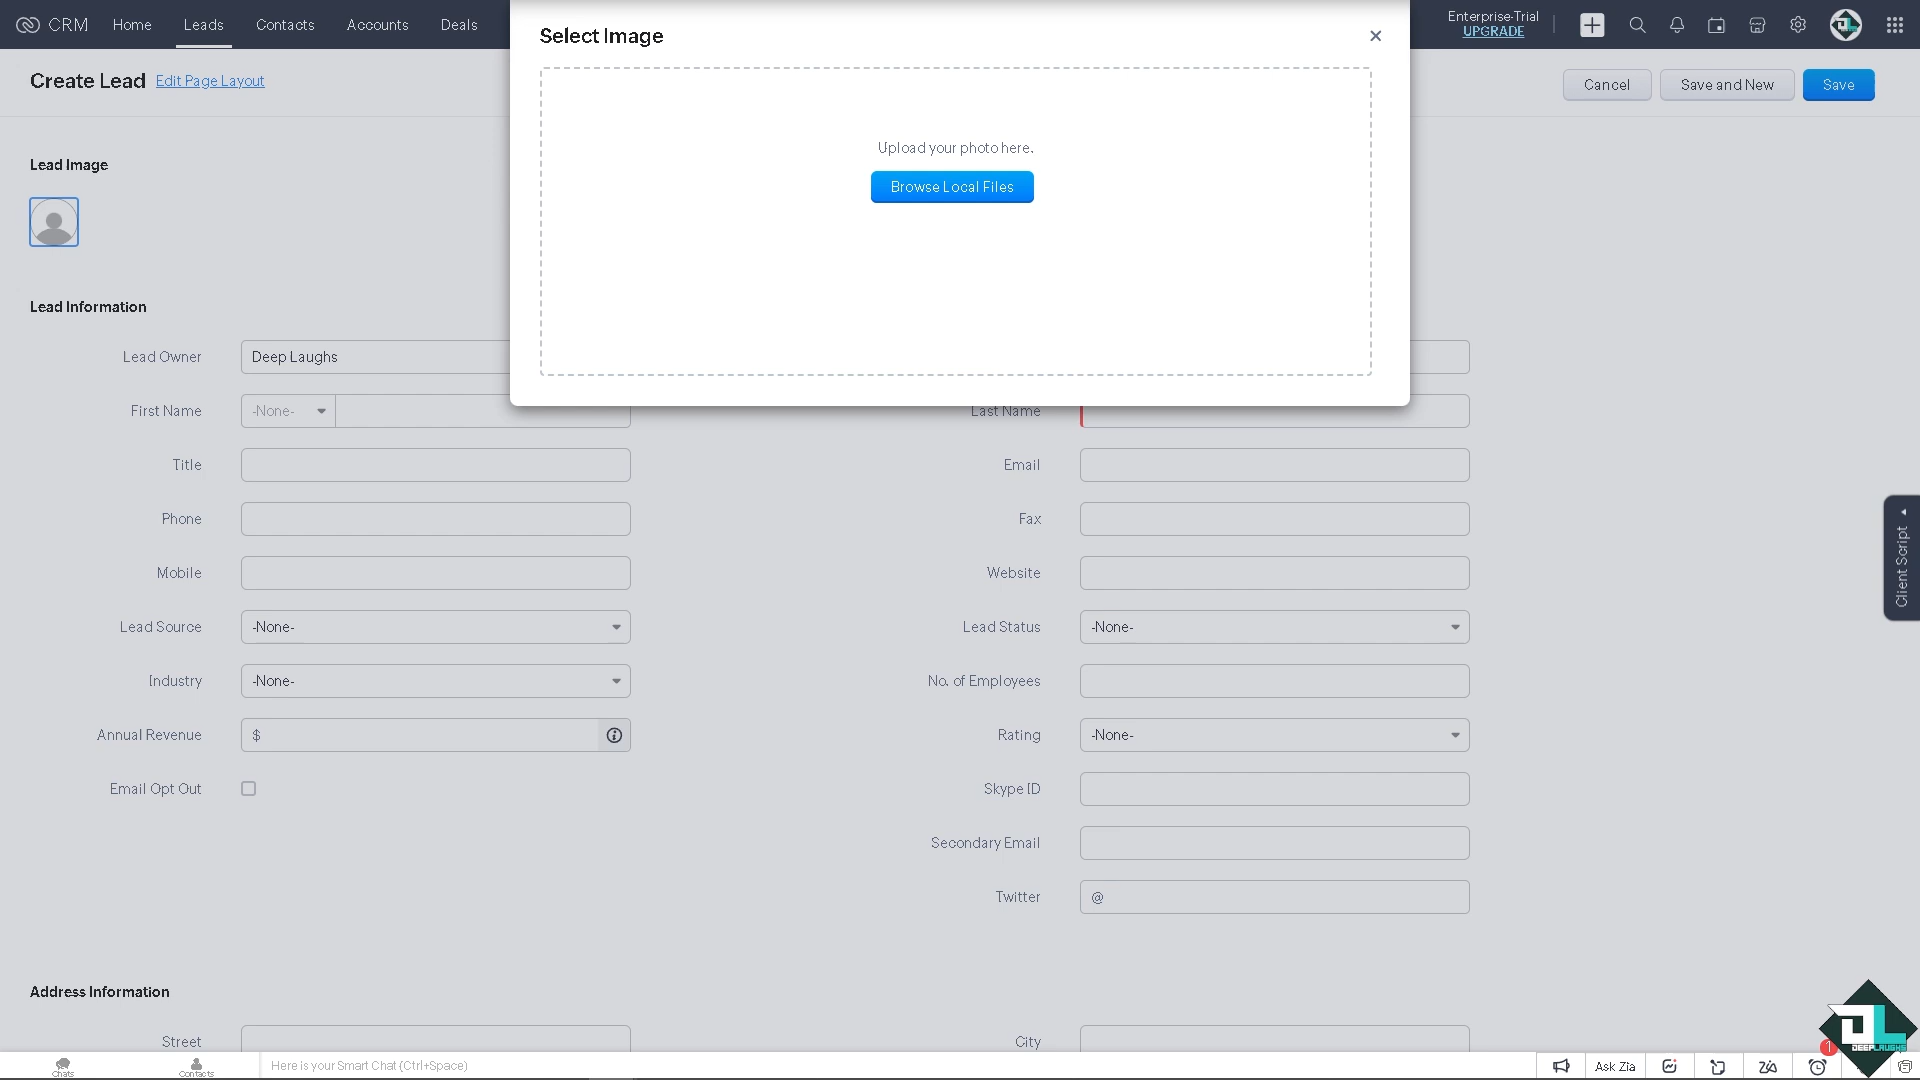 CRM
Home
Leads
Contacts
Accounts
Deals
Enterprise-Trial
UPGRADE
Select Image
Upload your photo here.
Browse Local Files
Create Lead
Edit Page Layout
Cancel
Save and New
Save
Lead Image
Lead Information
Lead Owner
Deep Laughs
First Name
-None-
Last Name
Title
Email
Phone
Fax
Mobile
Website
Lead Source
-None-
Lead Status
-None-
Industry
-None-
No. of Employees
Annual Revenue
$
Rating
-None-
Email Opt Out
Skype ID
Secondary Email
Twitter
@
Address Information
Street
City
Client Script
Chats
Contacts
Here is your Smart Chat (Ctrl+Space)
Ask Zia
1
DEEPLAUGHS